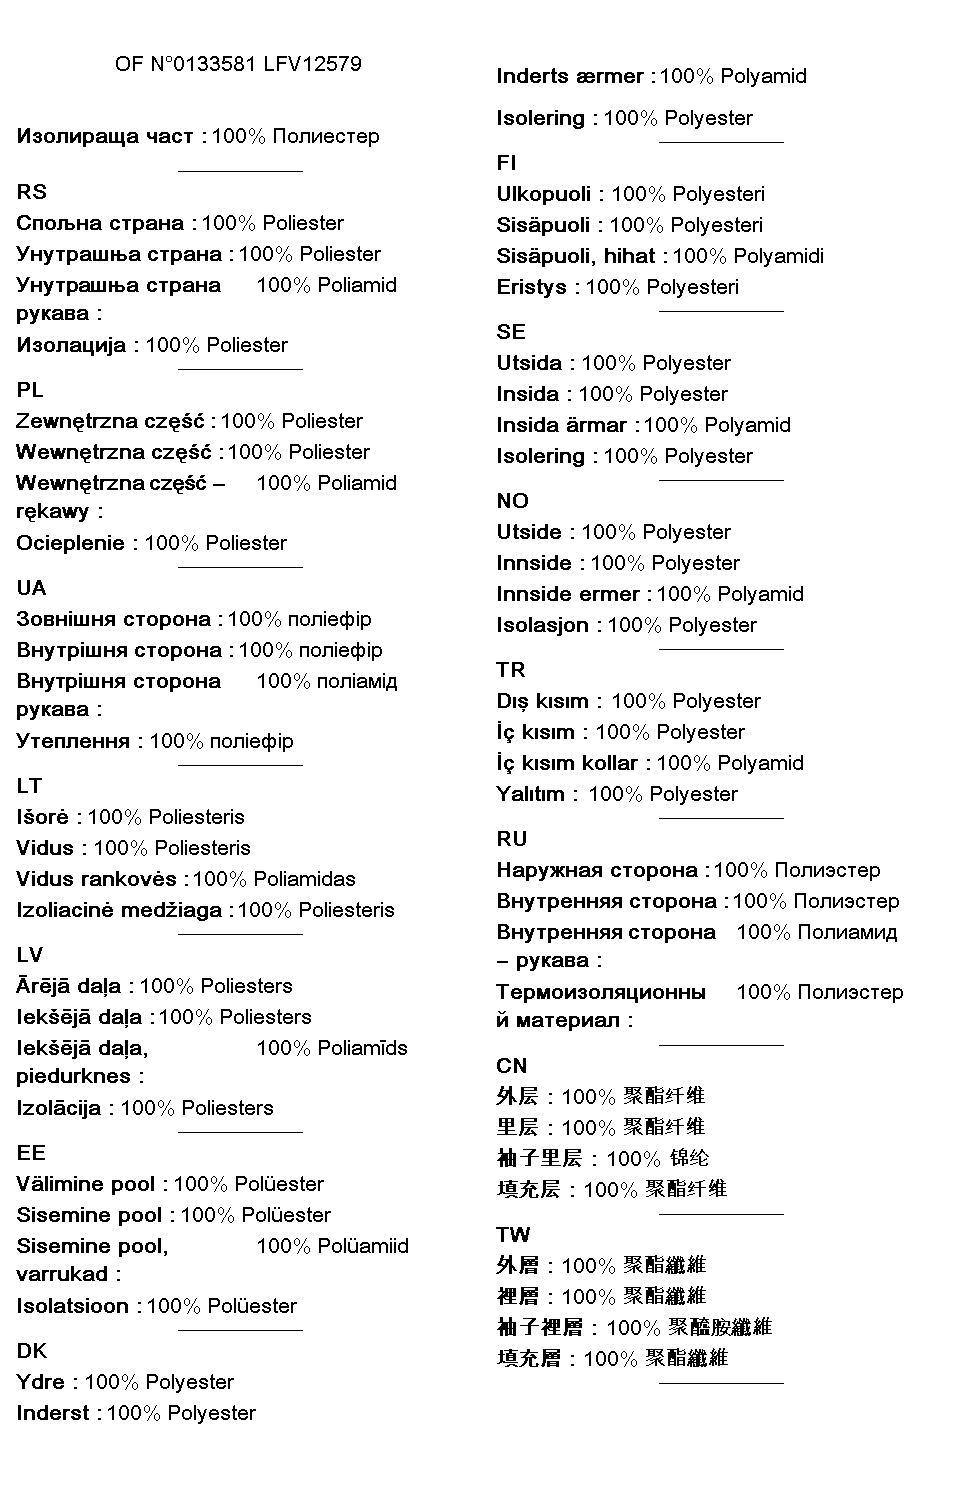 OF N°0133581 LFV12579
Изолираща част : 100% Полиестер
RS
Спољна страна : 100% Poliester
Унутрашња страна : 100% Poliester
Унутрашња страна 100% Poliamid
рукава :
Изолација : 100% Poliester
PL
Zewnętrzna część : 100% Poliester
Wewnętrzna część : 100% Poliester
Wewnętrzna część – 100% Poliamid
rękawy :
Ocieplenie : 100% Poliester
UA
Зовнішня сторона : 100% поліефір
Внутрішня сторона : 100% поліефір
Внутрішня сторона 100% поліамід
рукава :
Утеплення : 100% поліефір
LT
Išorė : 100% Poliesteris
Vidus : 100% Poliesteris
Vidus rankovės : 100% Poliamidas
Izoliacinė medžiaga : 100% Poliesteris
LV
Ārējā daļa : 100% Poliesters
Iekšējā daļa : 100% Poliesters
Iekšējā daļa, 100% Poliamīds
piedurknes :
Izolācija : 100% Poliesters
EE
Välimine pool : 100% Polüester
Sisemine pool : 100% Polüester
Sisemine pool, 100% Polüamiid
varrukad :
Isolatsioon : 100% Polüester
DK
Ydre : 100% Polyester
Inderst : 100% Polyester
Inderts ærmer : 100% Polyamid
Isolering : 100% Polyester
FI
Ulkopuoli : 100% Polyesteri
Sisäpuoli : 100% Polyesteri
Sisäpuoli, hihat : 100% Polyamidi
Eristys : 100% Polyesteri
SE
Utsida : 100% Polyester
Insida : 100% Polyester
Insida ärmar : 100% Polyamid
Isolering : 100% Polyester
NO
Utside : 100% Polyester
Innside : 100% Polyester
Innside ermer : 100% Polyamid
Isolasjon : 100% Polyester
TR
Dış kısım : 100% Polyester
İç kısım : 100% Polyester
İç kısım kollar : 100% Polyamid
Yalıtım : 100% Polyester
RU
Наружная сторона : 100% Полиэстер
Внутренняя сторона : 100% Полиэстер
Внутренняя сторона 100% Полиамид
– рукава :
Термоизоляционны 100% Полиэстер
й материал :
CN
外层 : 100% 聚酯纤维
里层 : 100% 聚酯纤维
袖子里层 : 100% 锦纶
填充层 : 100% 聚酯纤维
TW
外層 : 100% 聚酯纖維
裡層 : 100% 聚酯纖維
袖子裡層 : 100% 聚醯胺纖維
填充層 : 100% 聚酯纖維